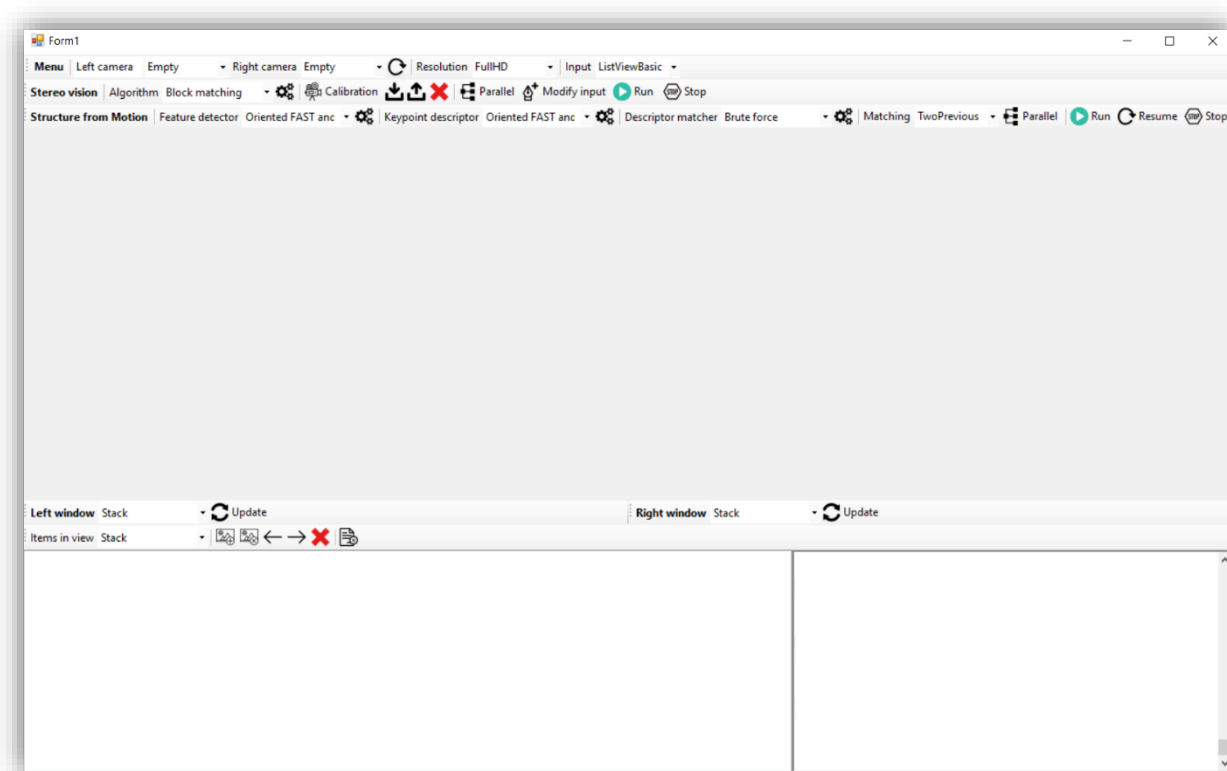 Form1
Menu Left camera Empty Right camera Empty Resolution FullHD Input ListViewBasic
Stereo vision Algorithm Block matching Calibration Parallel Modify input Run STOP Stop
Structure from Motion Feature detector Oriented FAST anc Keypoint descriptor Oriented FAST anc Descriptor matcher Brute force Matching TwoPrevious Parallel Run Resume STOP Stop
Left window Stack Update Right window Stack Update
Items in view Stack